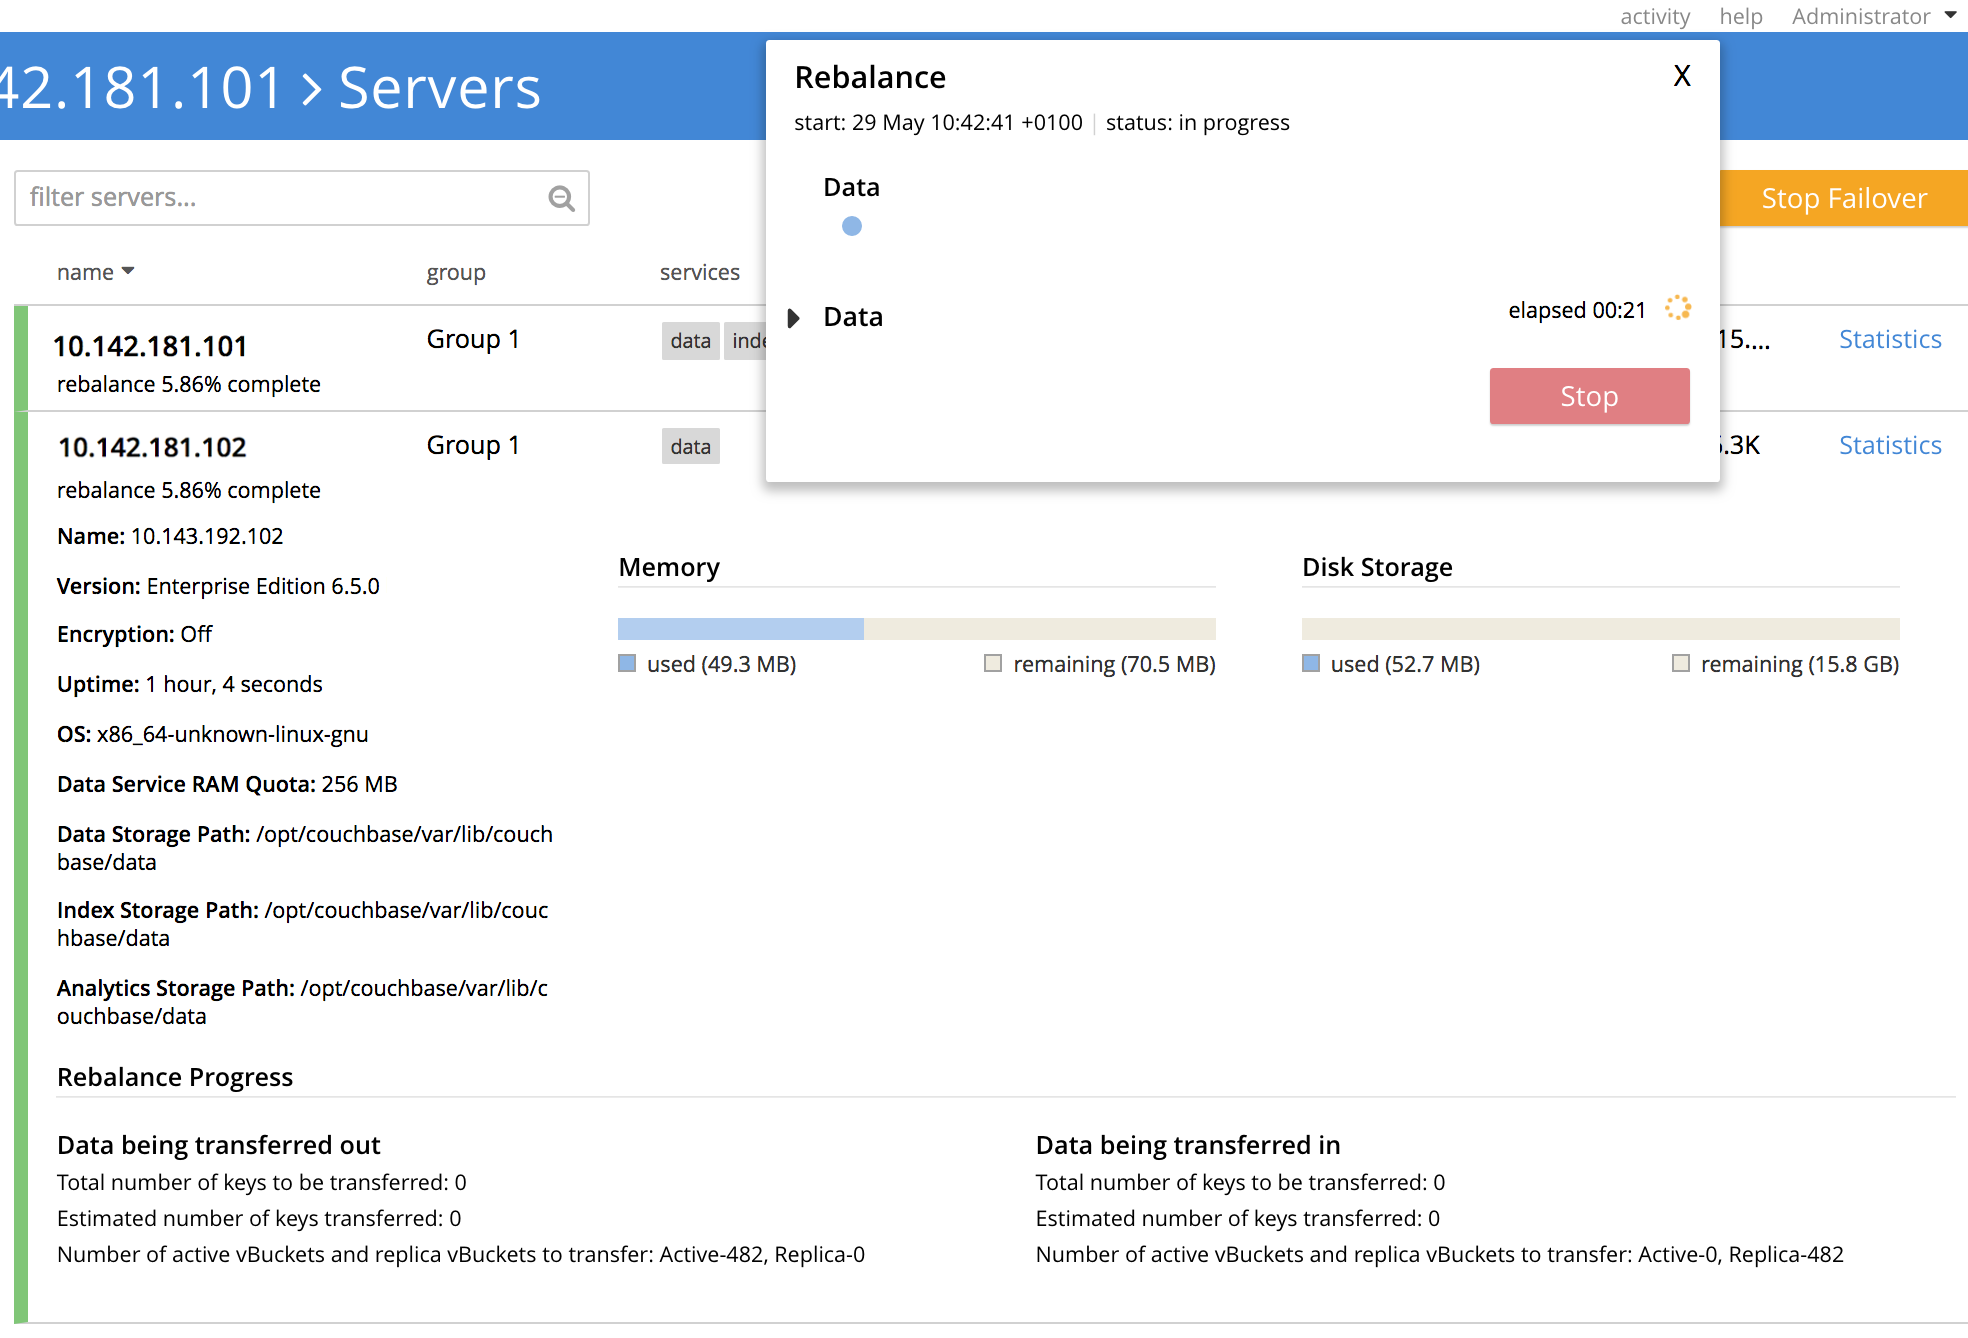 activity help Administrator
42.181.101 > Servers
Rebalance X
start: 29 May 10:42:41 +0100 | status: in progress
Data
filter servers...
Stop Failover
name group services
Data
elapsed 00:21
10.142.181.101 Group 1 data inde 15.... Statistics
rebalance 5.86% complete
Stop
10.142.181.102 Group 1 data .3K Statistics
rebalance 5.86% complete
Name: 10.143.192.102
Version: Enterprise Edition 6.5.0
Encryption: Off
Uptime: 1 hour, 4 seconds
OS: x86_64-unknown-linux-gnu
Data Service RAM Quota: 256 MB
Data Storage Path: /opt/couchbase/var/lib/couch
base/data
Index Storage Path: /opt/couchbase/var/lib/couc
hbase/data
Analytics Storage Path: /opt/couchbase/var/lib/c
ouchbase/data
Memory
used (49.3 MB) remaining (70.5 MB)
Disk Storage
used (52.7 MB) remaining (15.8 GB)
Rebalance Progress
Data being transferred out
Total number of keys to be transferred: 0
Estimated number of keys transferred: 0
Number of active vBuckets and replica vBuckets to transfer: Active-482, Replica-0
Data being transferred in
Total number of keys to be transferred: 0
Estimated number of keys transferred: 0
Number of active vBuckets and replica vBuckets to transfer: Active-0, Replica-482